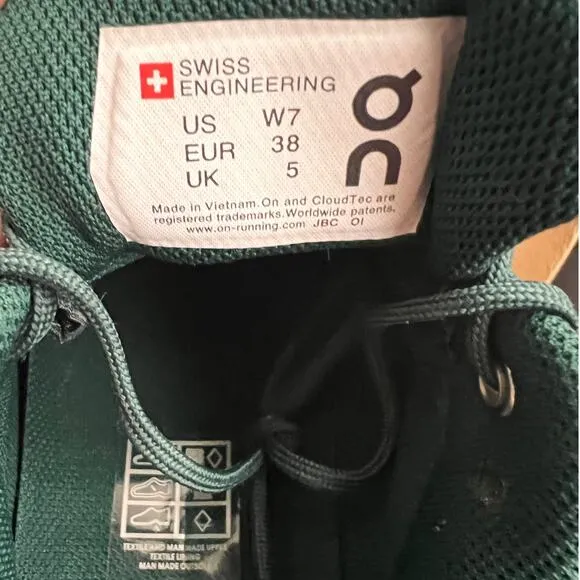 SWISS
ENGINEERING
US W7
EUR 38
UK 5
On
Made in Vietnam.On and CloudTec are
registered trademarks.Worldwide patents.
www.on-running.com JBC OI
TEXTILE AND MAN MADE UPPER
TEXTILE LINING
MAN MADE OUTSOLE